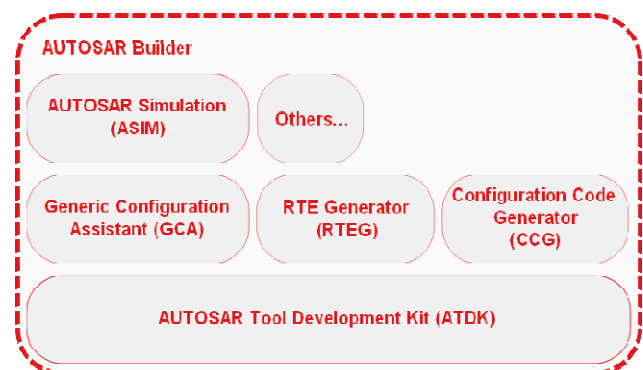 AUTOSAR Builder
AUTOSAR Simulation
(ASIM)
Others...
Generic Configuration
Assistant (GCA)
RTE Generator
(RTEG)
Configuration Code
Generator
(CCG)
AUTOSAR Tool Development Kit (ATDK)